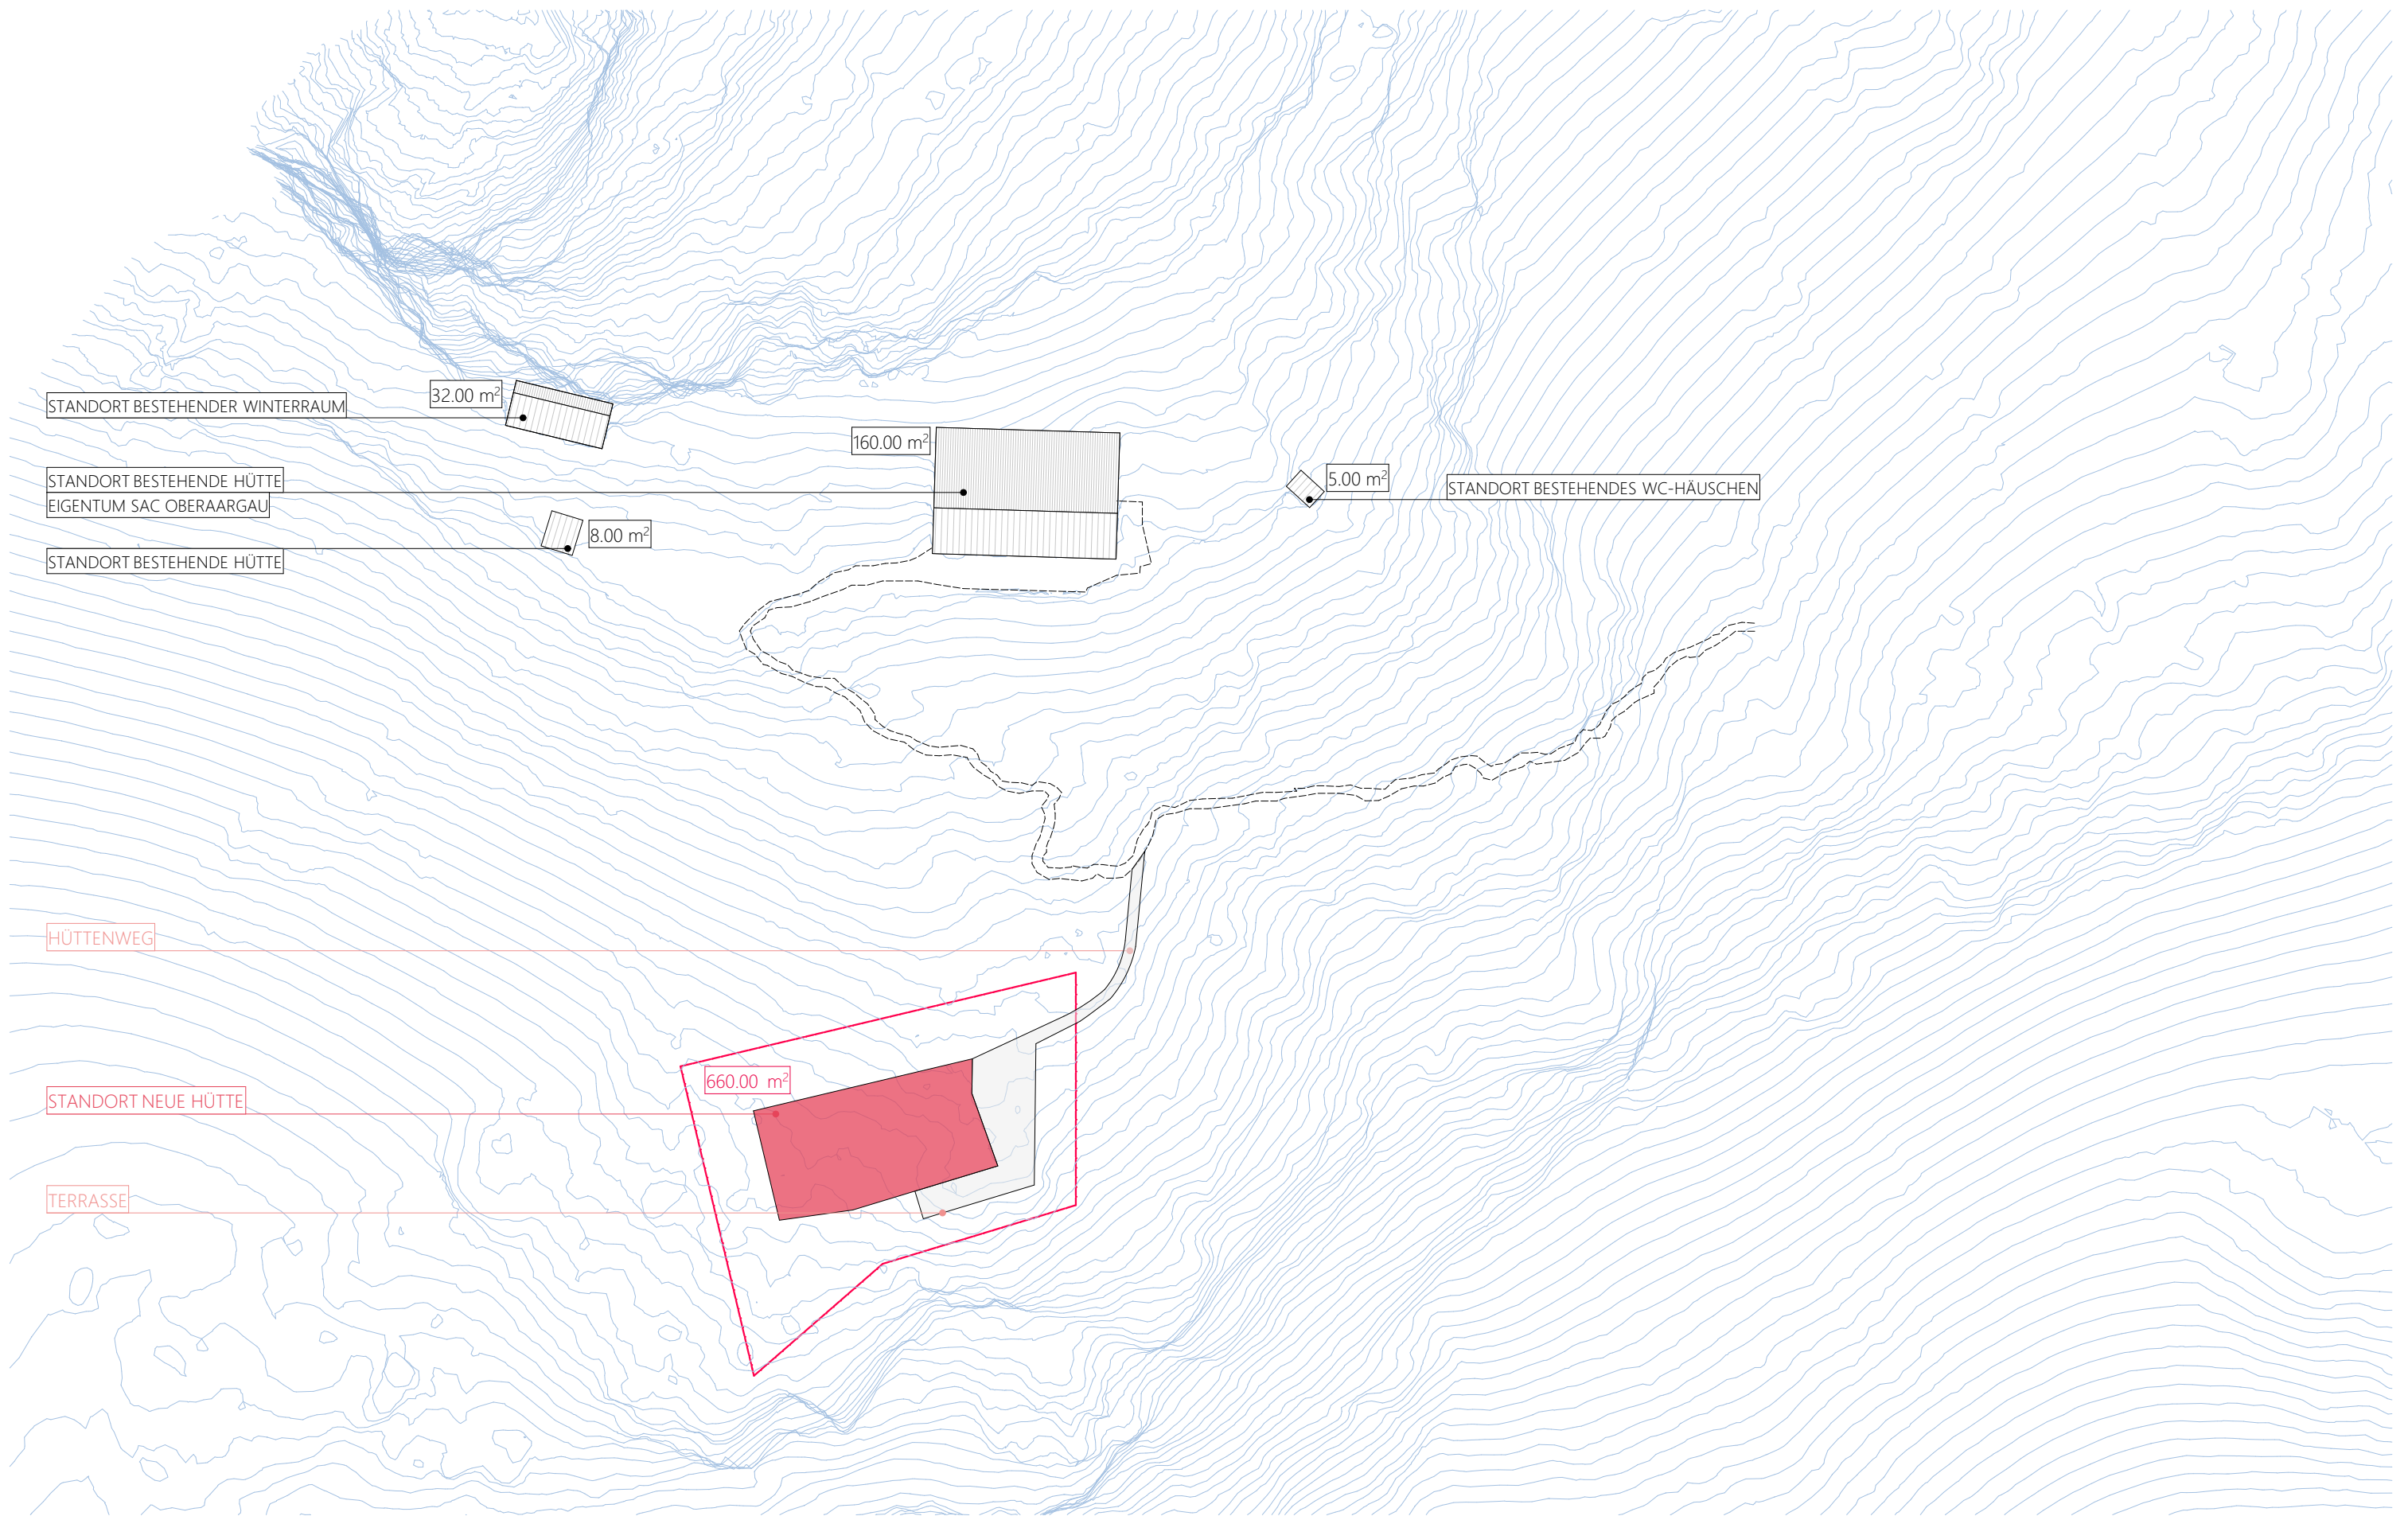 STANDORT BESTEHENDER WINTERRAUM
32.00 m²
160.00 m²
STANDORT BESTEHENDE HÜTTE
EIGENTUM SAC OBERAARGAU
5.00 m²
STANDORT BESTEHENDES WC-HÄUSCHEN
8.00 m²
STANDORT BESTEHENDE HÜTTE
HÜTTENWEG
660.00 m²
STANDORT NEUE HÜTTE
TERRASSE